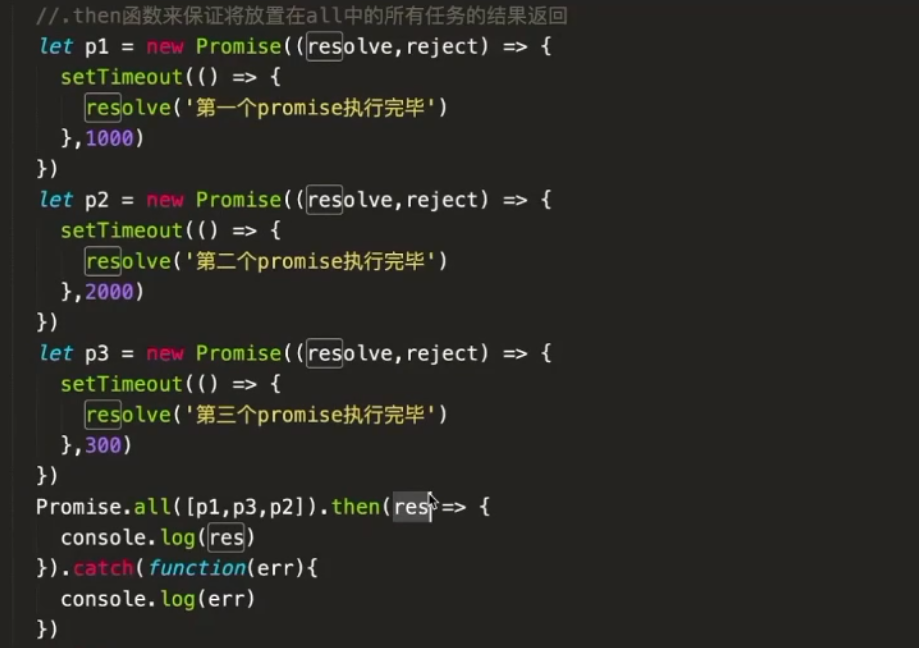 //.then函数来保证将放置在all中的所有任务的结果返回
let p1 = new Promise((resolve,reject) => {
  setTimeout(() => {
    resolve('第一个promise执行完毕')
  },1000)
})
let p2 = new Promise((resolve,reject) => {
  setTimeout(() => {
    resolve('第二个promise执行完毕')
  },2000)
})
let p3 = new Promise((resolve,reject) => {
  setTimeout(() => {
    resolve('第三个promise执行完毕')
  },300)
})
Promise.all([p1,p3,p2]).then(res => {
  console.log(res)
}).catch(function(err){
  console.log(err)
})